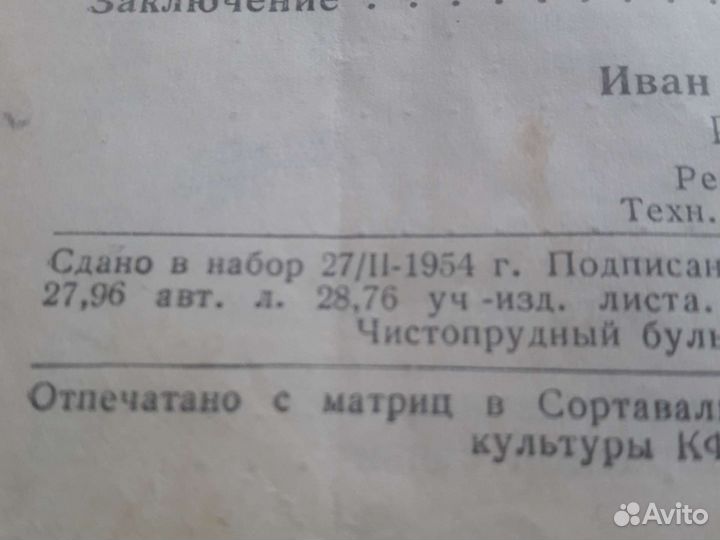 Заключение . . . . . . . . .
Иван
Ре
Техн.
Сдано в набор 27/II-1954 г. Подписан
27,96 авт. л. 28,76 уч-изд. листа.
Чистопрудный буль
Отпечатано с матриц в Сортавал
культуры КФ
Avito